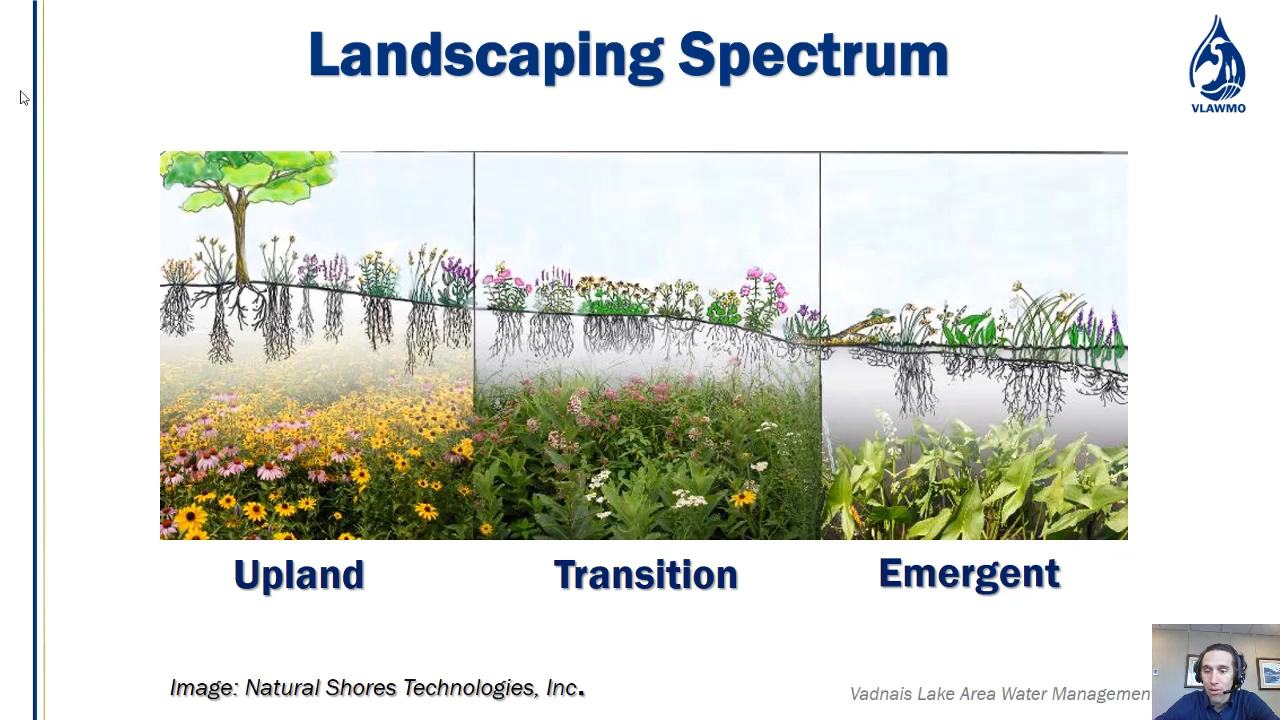 Landscaping Spectrum
VLAWMO
Upland
Transition
Emergent
Image: Natural Shores Technologies, Inc.
Vadnais Lake Area Water Managemen